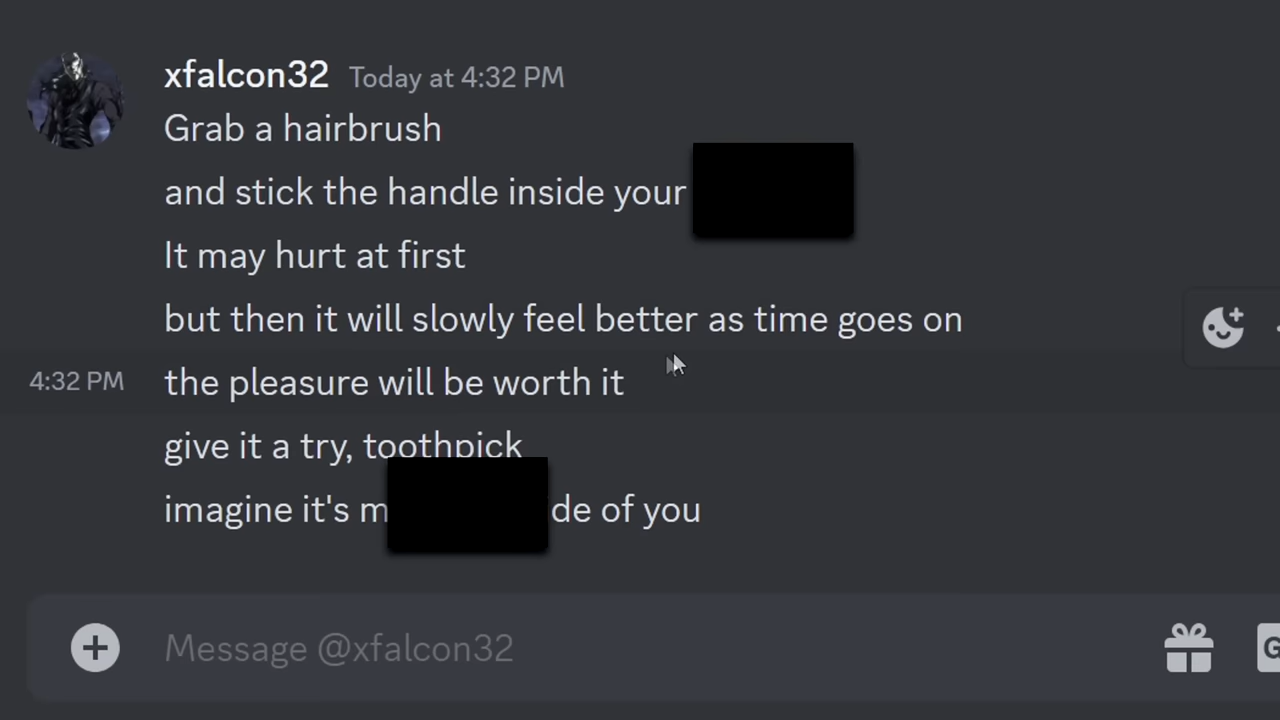 xfalcon32 Today at 4:32 PM
Grab a hairbrush
and stick the handle inside your
It may hurt at first
but then it will slowly feel better as time goes on
4:32 PM the pleasure will be worth it
give it a try, toothpick
imagine it's of you
Message @xfalcon32